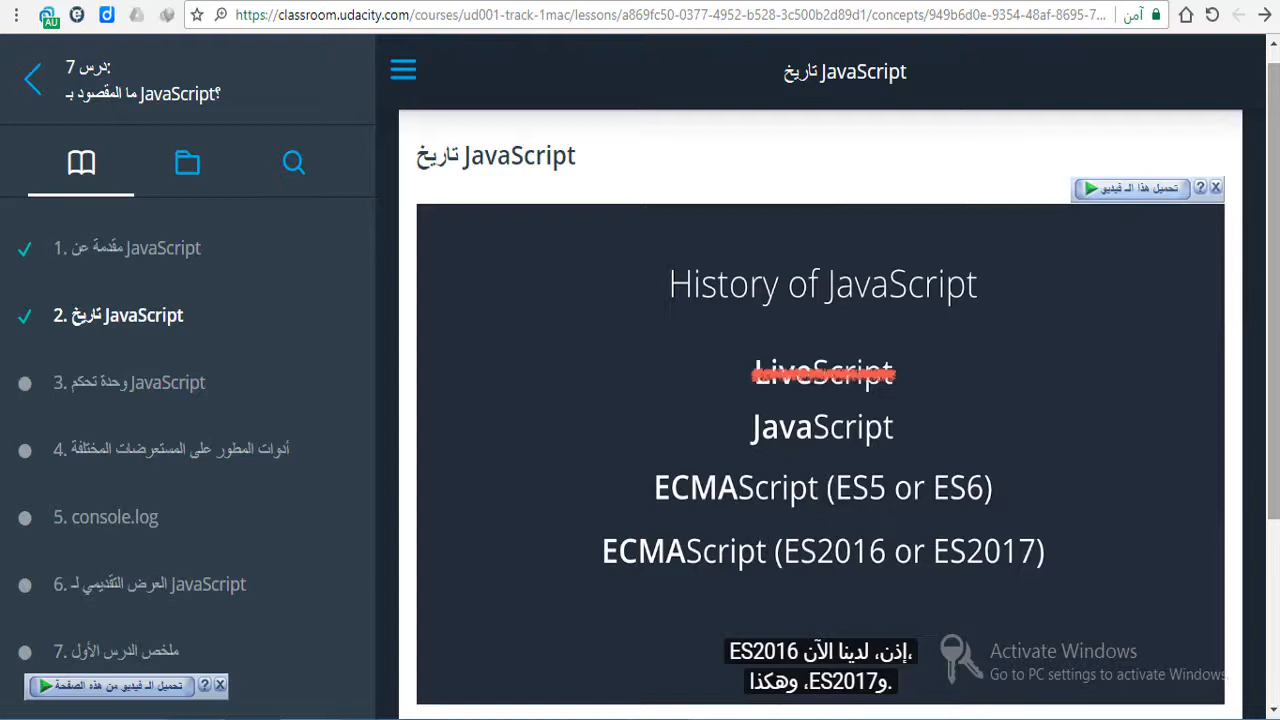 https://classroom.udacity.com/courses/ud001-track-1mac/lessons/a869fc50-0377-4952-b528-3c5b0b2d89d1/concepts/949b6d0e-9354-48af-8695-7...
آمن
AU
درس 7:
ما المقصود بـ JavaScript؟
1. مقدمة عن JavaScript
2. تاريخ JavaScript
3. وحدة تحكم JavaScript
4. أدوات المطور على المستعرضات المختلفة
5. console.log
6. العرض التقديمي لـ JavaScript
7. ملخص الدرس الأول
تحميل الـ فيديو من هذه الصفحة ? X
تاريخ JavaScript
تاريخ JavaScript
تحميل هذا الـ فيديو ? X
History of JavaScript
LiveScript
JavaScript
ECMAScript (ES5 or ES6)
ECMAScript (ES2016 or ES2017)
إذن، لدينا الآن ES2016،
وES2017، وهكذا.
Activate Windows
Go to PC settings to activate Windows.